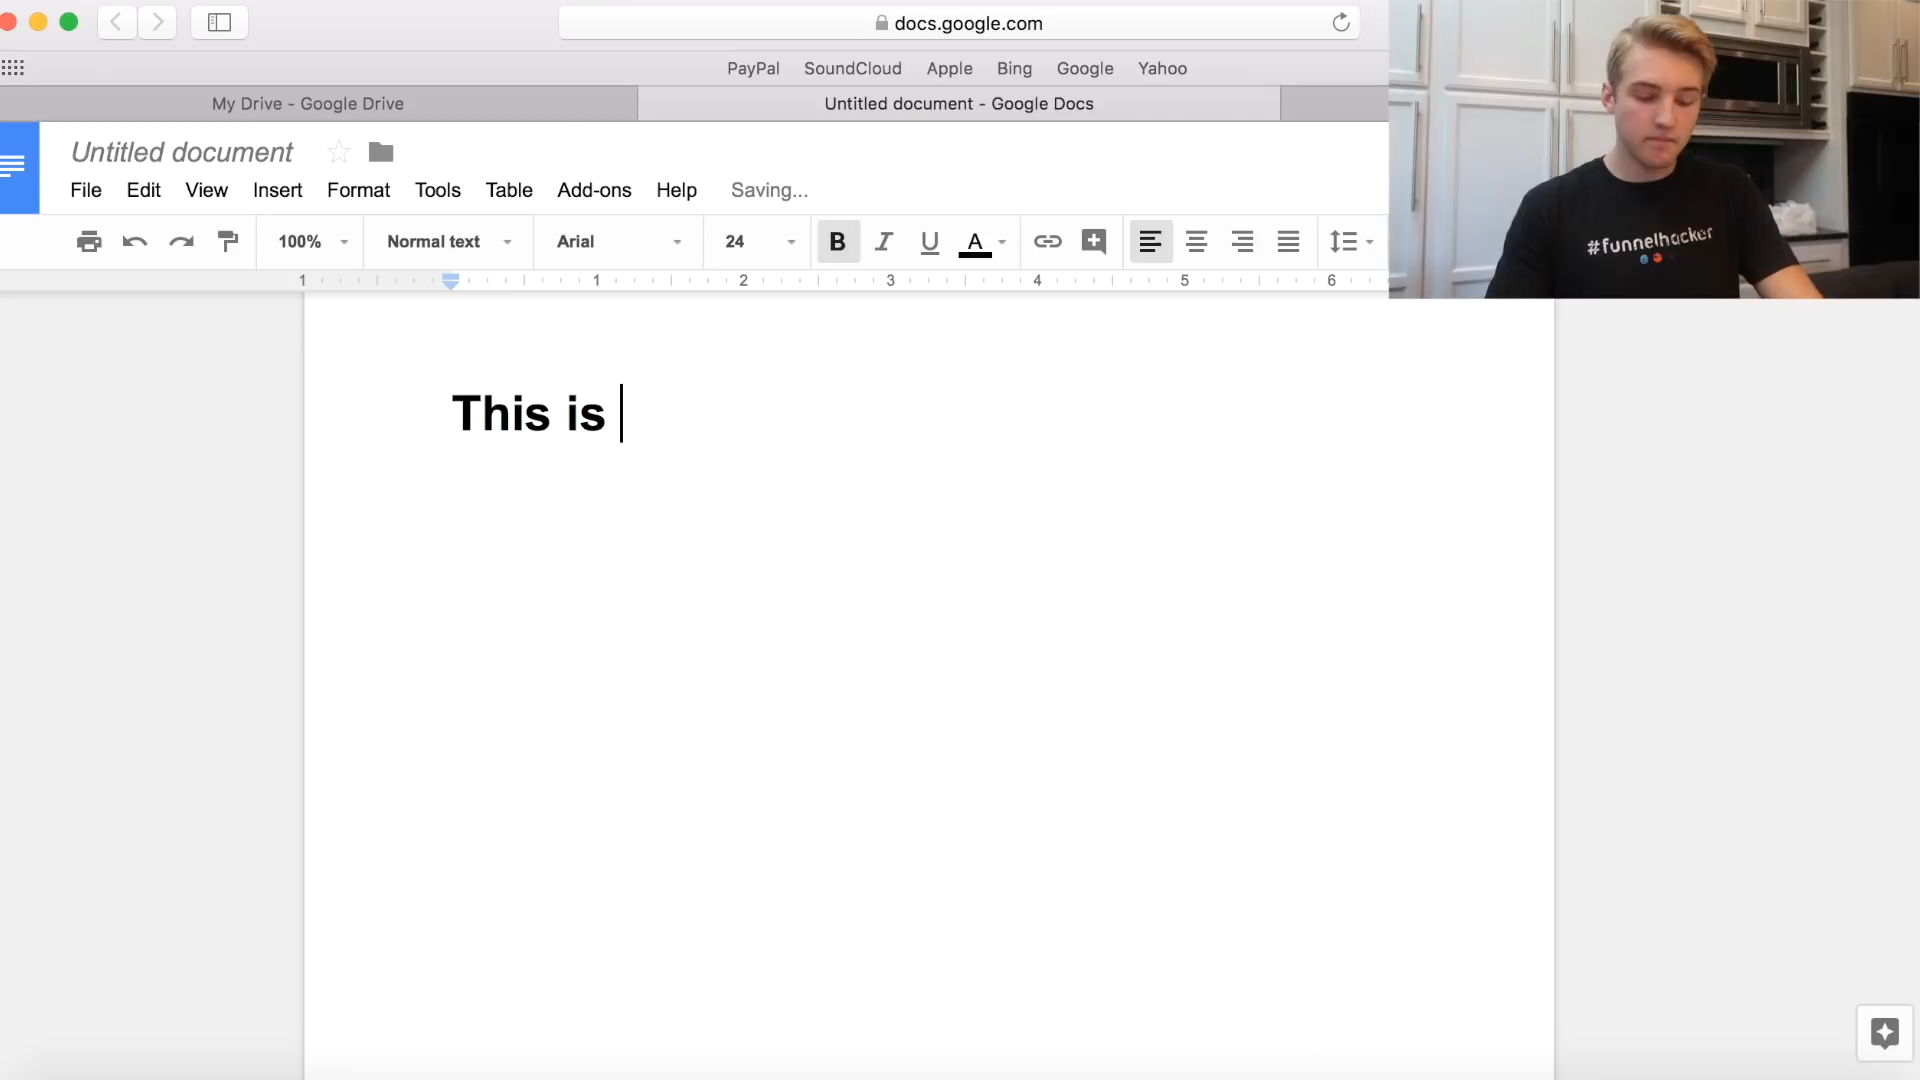 docs.google.com
PayPal SoundCloud Apple Bing Google Yahoo
My Drive - Google Drive
Untitled document - Google Docs
Untitled document
File Edit View Insert Format Tools Table Add-ons Help Saving...
100% Normal text Arial 24 B I U A
1 1 2 3 4 5 6
#funnelhacker
This is